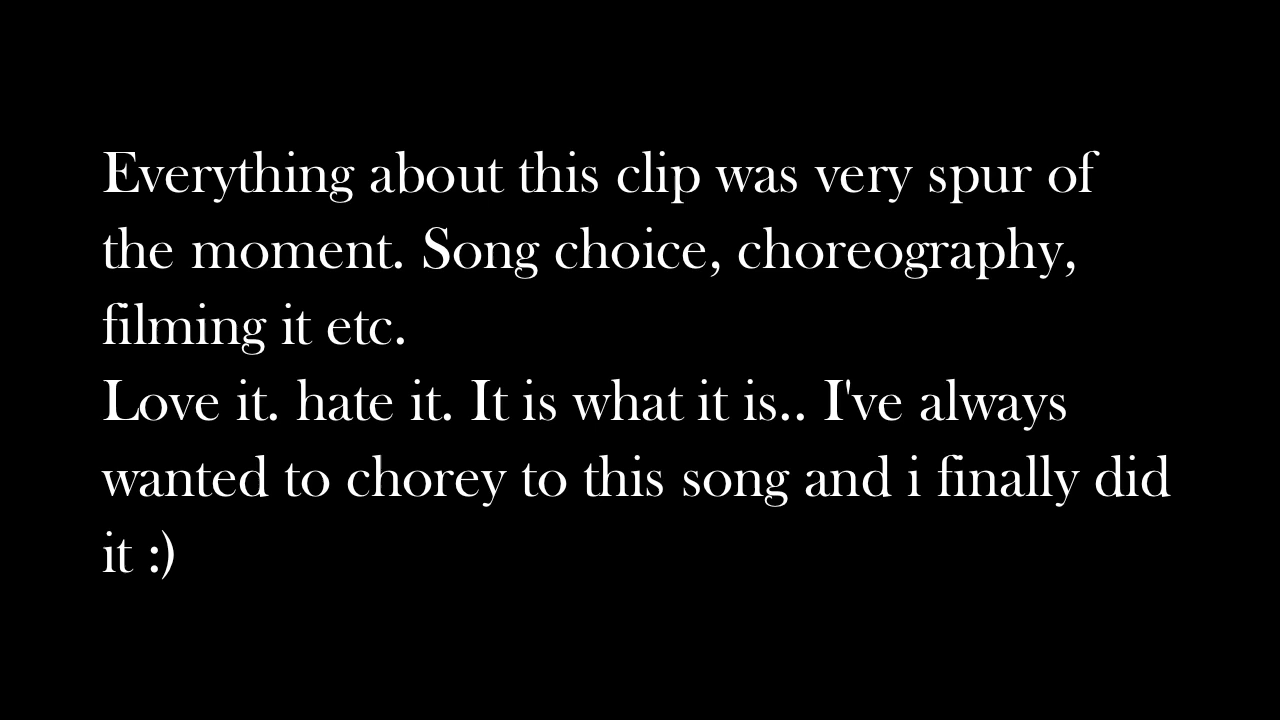 Everything about this clip was very spur of
the moment. Song choice, choreography,
filming it etc.
Love it. hate it. It is what it is.. I've always
wanted to chorey to this song and i finally did
it :)